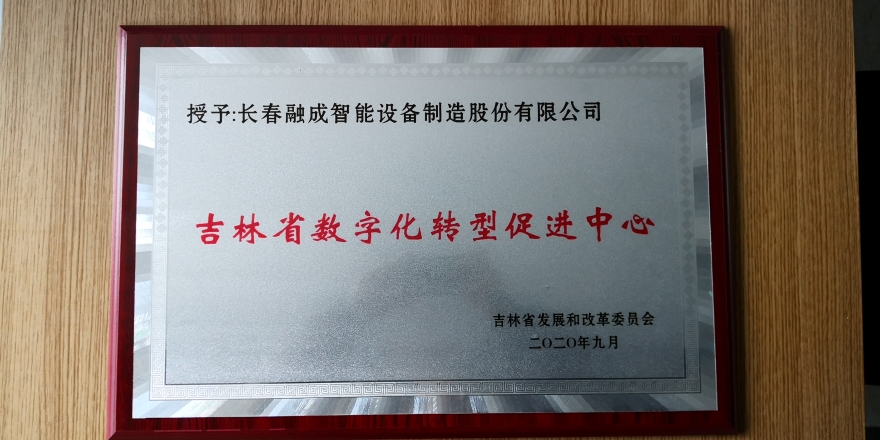 授予:长春融成智能设备制造股份有限公司
吉林省数字化转型促进中心
吉林省发展和改革委员会
二〇二〇年九月